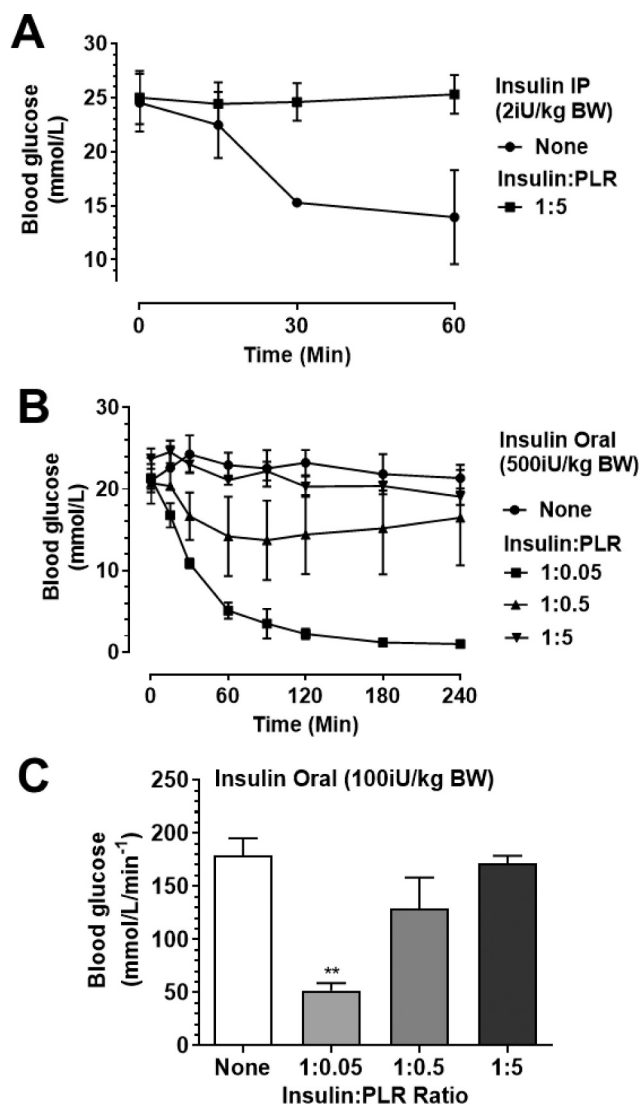 A
30
25
20
15
10
Blood glucose
(mmol/L)
0
30
60
Time (Min)
Insulin IP
(2iU/kg BW)
None
Insulin:PLR
1:5
B
30
20
10
0
Blood glucose
(mmol/L)
0
60
120
180
240
Time (Min)
Insulin Oral
(500iU/kg BW)
None
Insulin:PLR
1:0.05
1:0.5
1:5
C
Insulin Oral (100iU/kg BW)
250
200
150
100
50
0
Blood glucose
(mmol/L/min⁻¹)
**
None
1:0.05
1:0.5
1:5
Insulin:PLR Ratio